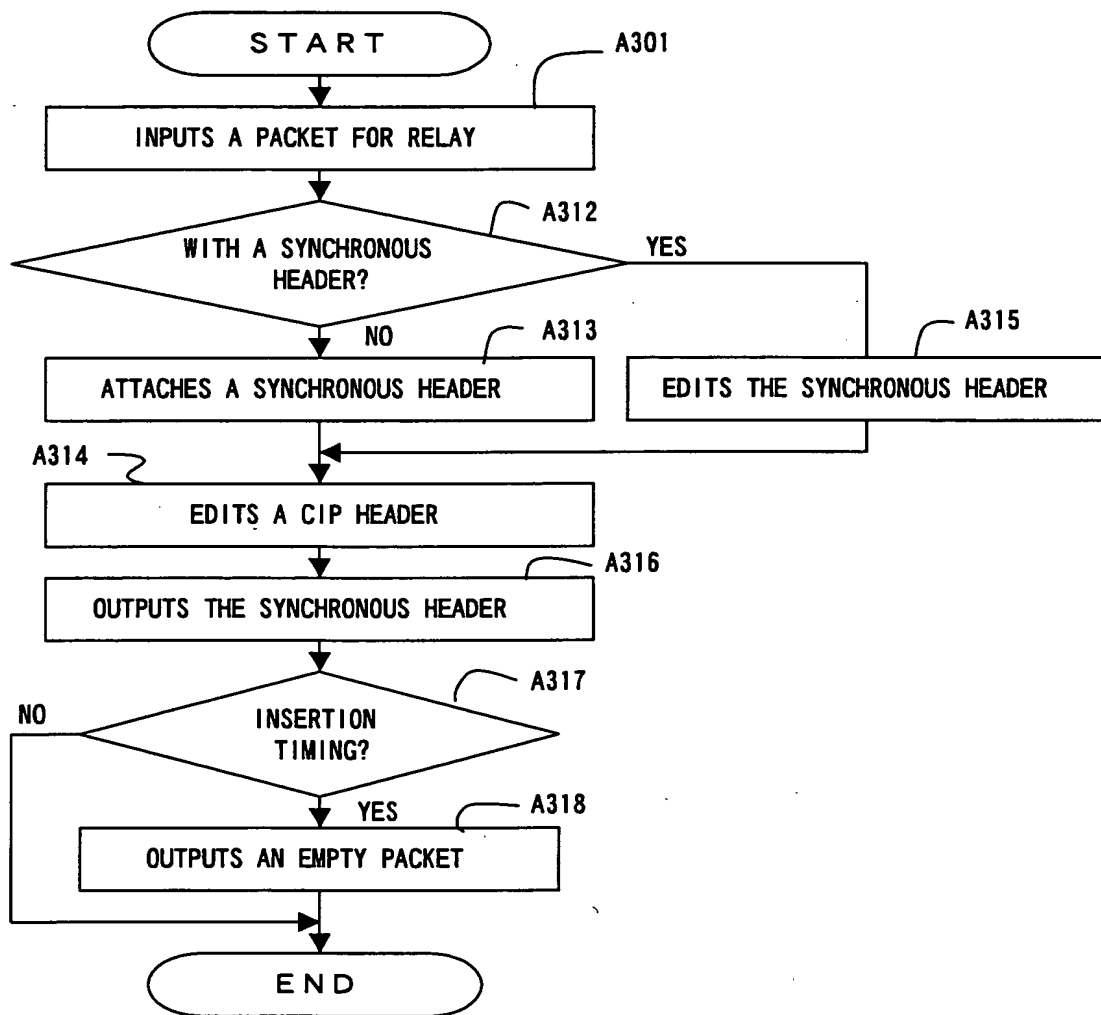 START
A301
INPUTS A PACKET FOR RELAY
A312
WITH A SYNCHRONOUS
HEADER?
YES
NO
A313
A315
ATTACHES A SYNCHRONOUS HEADER
EDITS THE SYNCHRONOUS HEADER
A314
EDITS A CIP HEADER
A316
OUTPUTS THE SYNCHRONOUS HEADER
A317
NO
INSERTION
TIMING?
YES
A318
OUTPUTS AN EMPTY PACKET
END